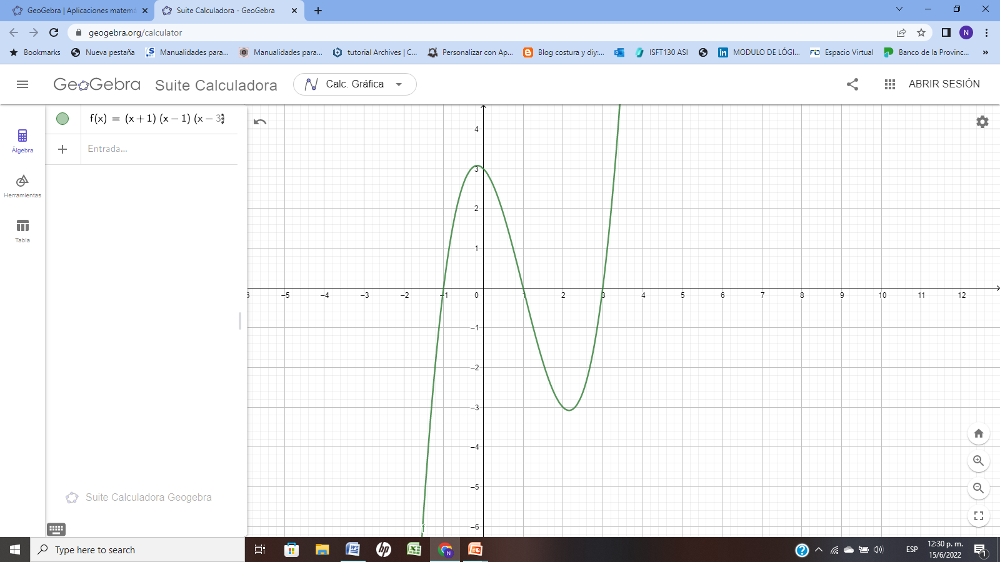 GeoGebra | Aplicaciones matemá
Suite Calculadora - GeoGebra
geogebra.org/calculator
N
Bookmarks
Nueva pestaña
Manualidades para...
Manualidades para...
tutorial Archives | C...
Personalizar con Ap...
Blog costura y diy:...
ISFT130 ASI
MODULO DE LÓGI...
Espacio Virtual
Banco de la Provinc...
»
GeoGebra
Suite Calculadora
Calc. Gráfica
ABRIR SESIÓN
f(x) = (x + 1) (x − 1) (x − 3)
Entrada...
Álgebra
Herramientas
Tabla
4
3
2
1
6 −5 −4 −3 −2 −1 0 1 2 3 4 5 6 7 8 9 10 11 12
−1
−2
−3
−4
−5
−6
f
Suite Calculadora Geogebra
Type here to search
ESP
12:30 p. m.
15/6/2022
1